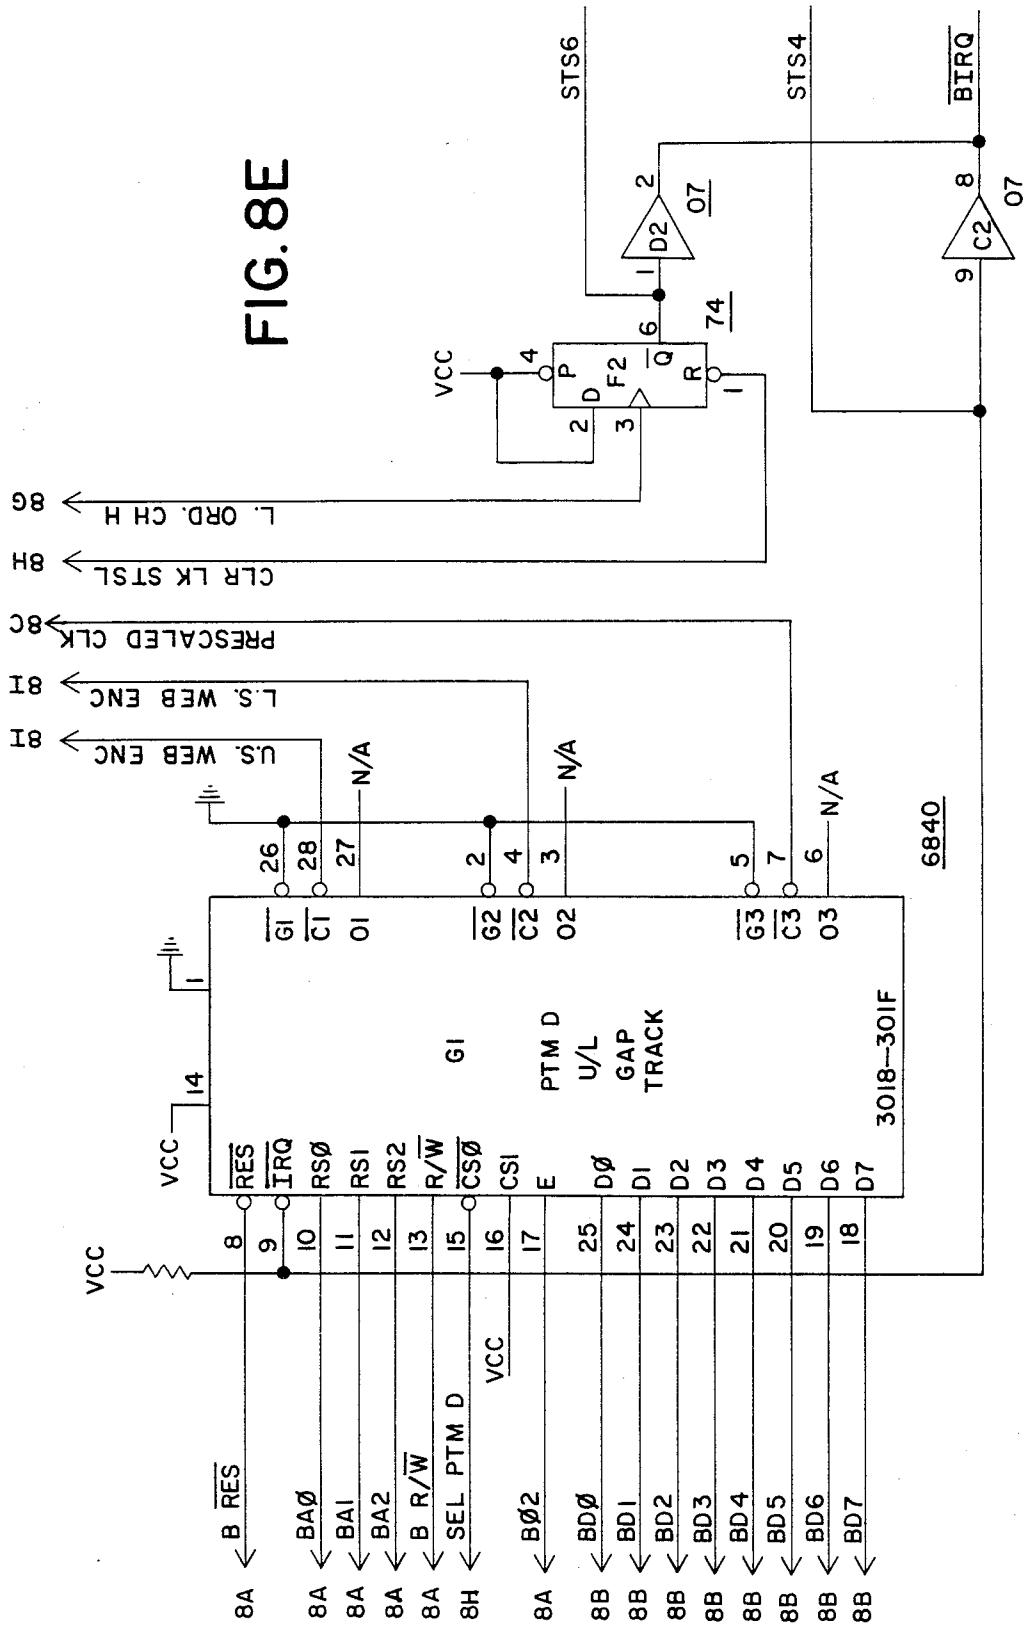 FIG. 8E
8A
B RES
8
RES
VCC
9
IRQ
8A
BAØ
10
RSØ
8A
BA1
11
RS1
8A
BA2
12
RS2
8A
B R/W
13
R/W
8H
SEL PTM D
15
CSØ
VCC
16
CS1
8A
BØ2
17
E
8B
BDØ
25
DØ
8B
BD1
24
D1
8B
BD2
23
D2
8B
BD3
22
D3
8B
BD4
21
D4
8B
BD5
20
D5
8B
BD6
19
D6
8B
BD7
18
D7
VCC
14
1
G1
PTM D
U/L
GAP
TRACK
3018—301F
6840
G1
26
C1
28
O1
27
N/A
G2
2
C2
4
O2
3
N/A
G3
5
C3
7
O3
6
N/A
8I
U.S. WEB ENC
8I
L.S. WEB ENC
8C
PRESCALED CLK
8H
CLR LK STSL
8G
L. ORD. CH H
VCC
4
P
2
D
F2
3
Q
6
R
1
74
1
D2
2
07
STS6
STS4
9
C2
8
07
BIRQ